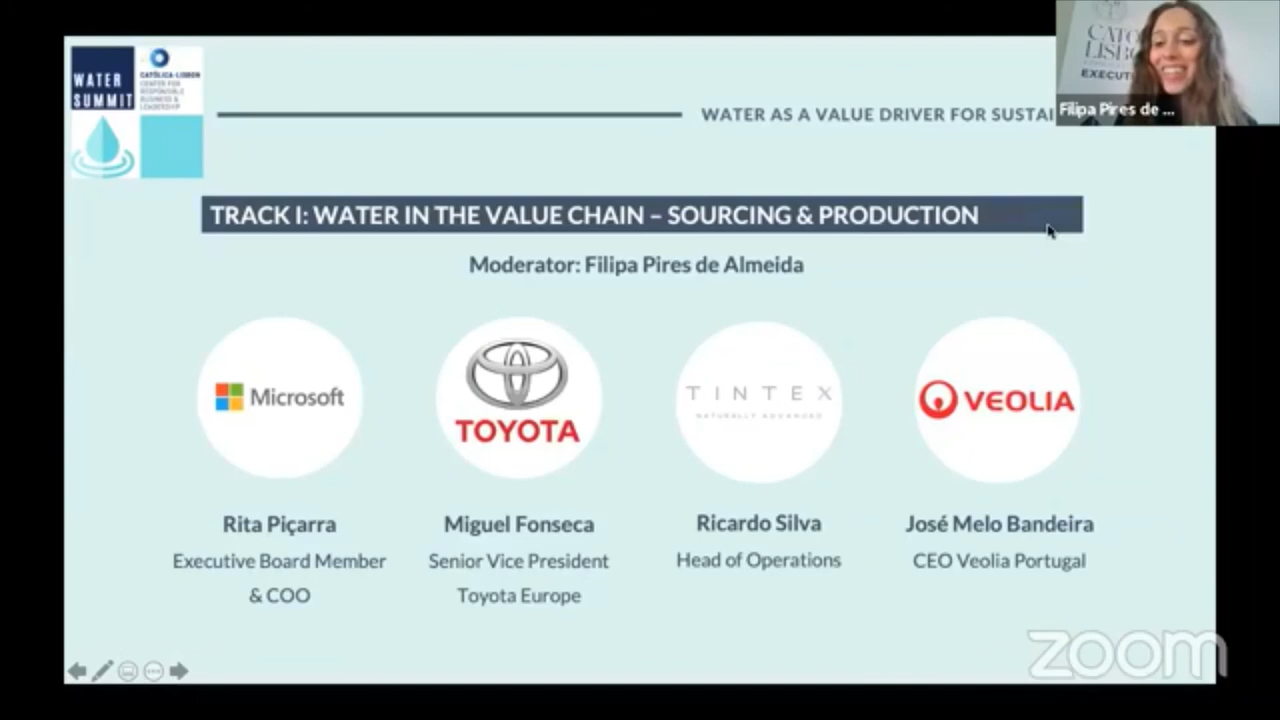 WATER
SUMMIT
CATÓLICA-LISBON
CENTER FOR
RESPONSIBLE
BUSINESS &
LEADERSHIP
WATER AS A VALUE DRIVER FOR SUSTAI
CATO
LISBO
EXECUT
Filipa Pires de ...
TRACK I: WATER IN THE VALUE CHAIN – SOURCING & PRODUCTION
Moderator: Filipa Pires de Almeida
Microsoft
TOYOTA
TINTEX
NATURALLY ADVANCED
VEOLIA
Rita Piçarra
Executive Board Member
& COO
Miguel Fonseca
Senior Vice President
Toyota Europe
Ricardo Silva
Head of Operations
José Melo Bandeira
CEO Veolia Portugal
zoom